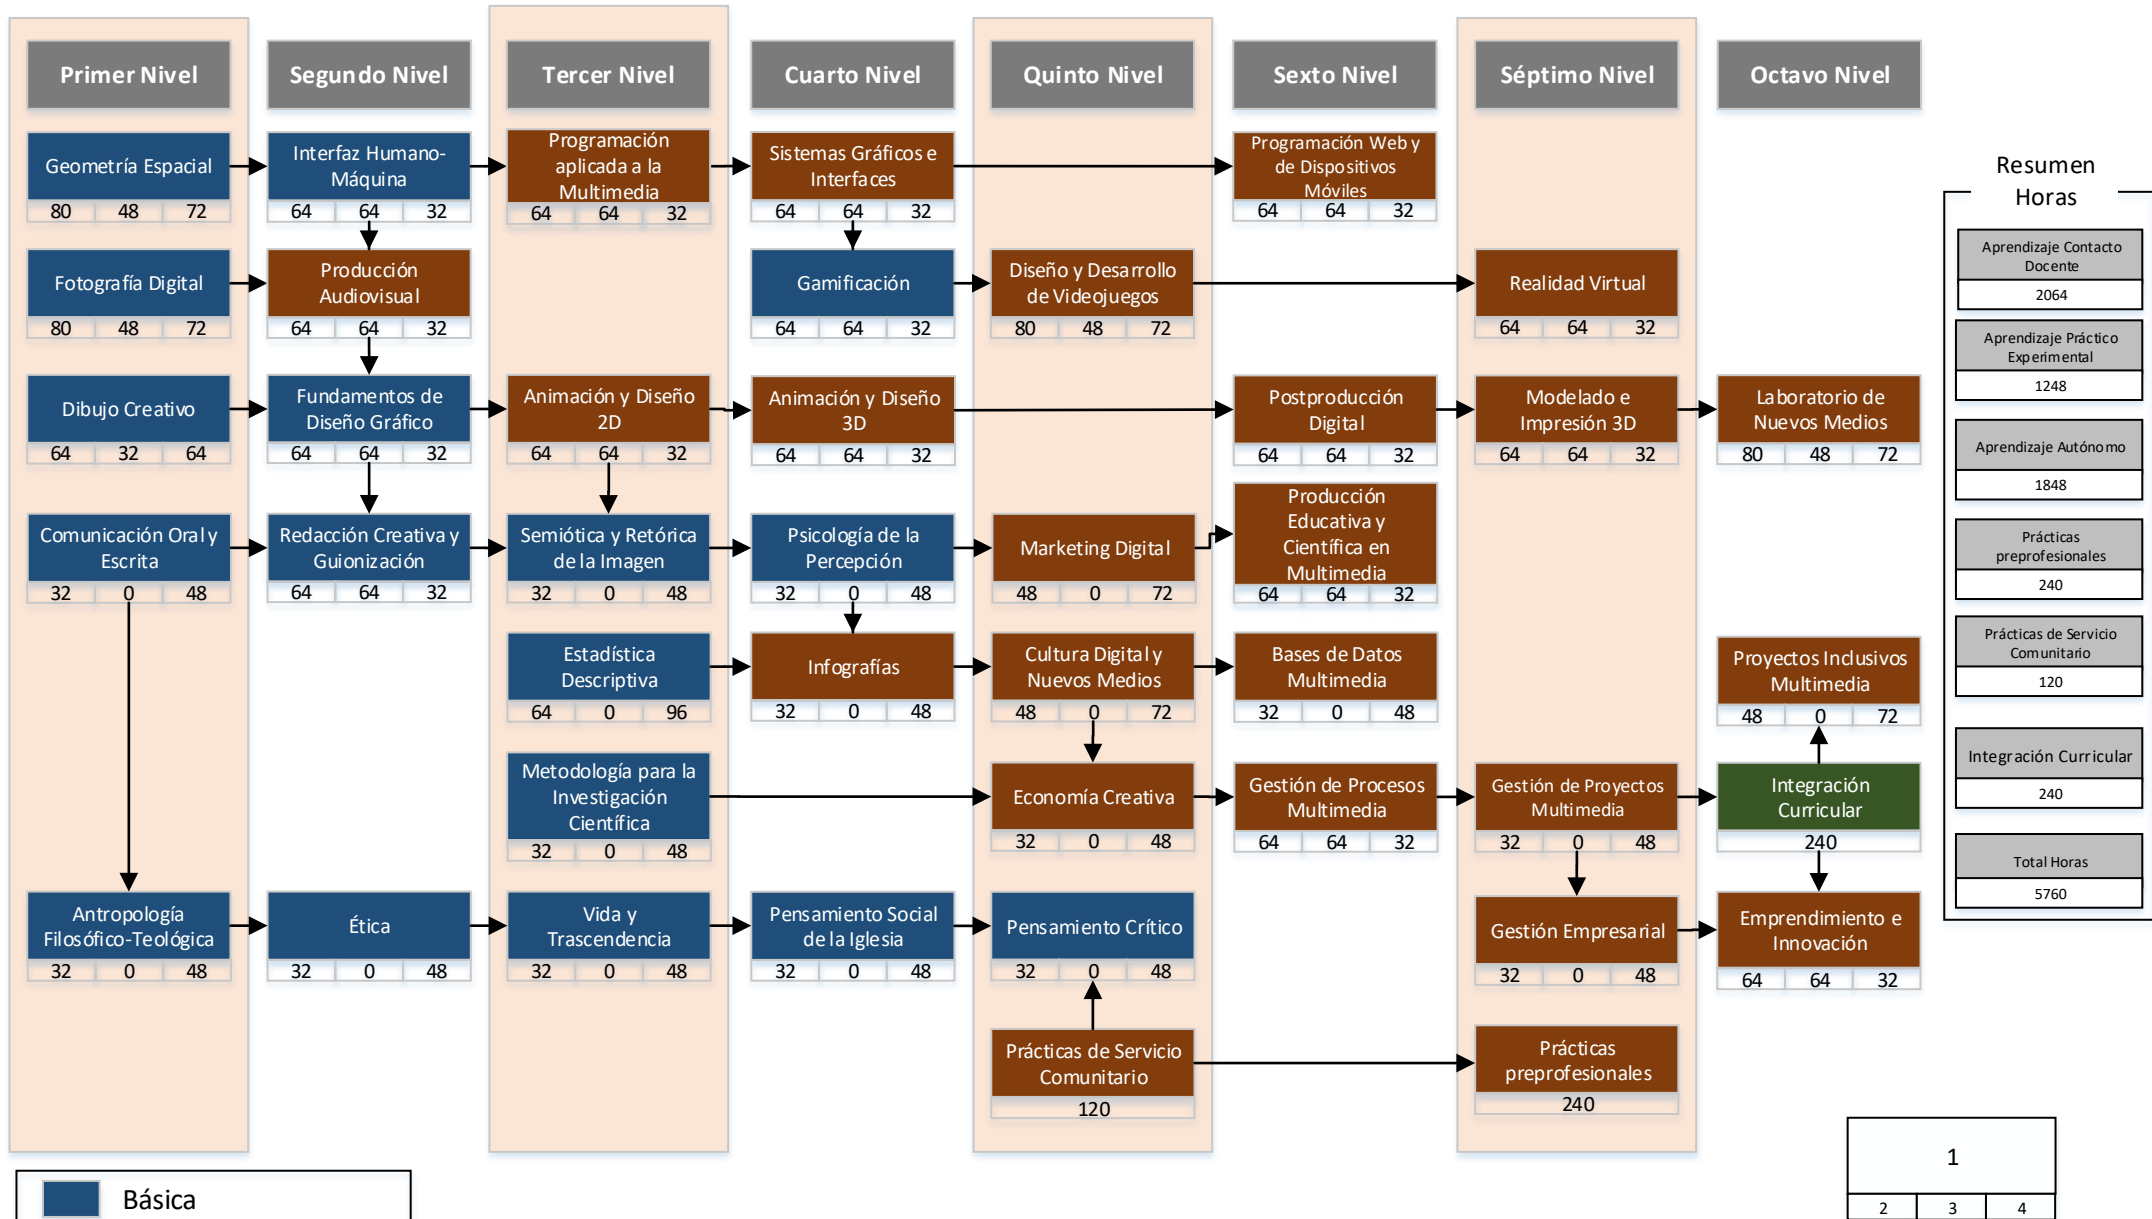 Primer Nivel
Segundo Nivel
Tercer Nivel
Cuarto Nivel
Quinto Nivel
Sexto Nivel
Séptimo Nivel
Octavo Nivel
Geometría Espacial
80 48 72
Interfaz Humano-
Máquina
64 64 32
Programación
aplicada a la
Multimedia
64 64 32
Sistemas Gráficos e
Interfaces
64 64 32
Programación Web y
de Dispositivos
Móviles
64 64 32
Fotografía Digital
80 48 72
Producción
Audiovisual
64 64 32
Gamificación
64 64 32
Diseño y Desarrollo
de Videojuegos
80 48 72
Realidad Virtual
64 64 32
Dibujo Creativo
64 32 64
Fundamentos de
Diseño Gráfico
64 64 32
Animación y Diseño
2D
64 64 32
Animación y Diseño
3D
64 64 32
Postproducción
Digital
64 64 32
Modelado e
Impresión 3D
64 64 32
Laboratorio de
Nuevos Medios
80 48 72
Comunicación Oral y
Escrita
32 0 48
Redacción Creativa y
Guionización
64 64 32
Semiótica y Retórica
de la Imagen
32 0 48
Psicología de la
Percepción
32 0 48
Marketing Digital
48 0 72
Producción
Educativa y
Científica en
Multimedia
64 64 32
Estadística
Descriptiva
64 0 96
Infografías
32 0 48
Cultura Digital y
Nuevos Medios
48 0 72
Bases de Datos
Multimedia
32 0 48
Proyectos Inclusivos
Multimedia
48 0 72
Metodología para la
Investigación
Científica
32 0 48
Economía Creativa
32 0 48
Gestión de Procesos
Multimedia
64 64 32
Gestión de Proyectos
Multimedia
32 0 48
Integración
Curricular
240
Antropología
Filosófico-Teológica
32 0 48
Ética
32 0 48
Vida y
Trascendencia
32 0 48
Pensamiento Social
de la Iglesia
32 0 48
Pensamiento Crítico
32 0 48
Gestión Empresarial
32 0 48
Emprendimiento e
Innovación
64 64 32
Prácticas de Servicio
Comunitario
120
Prácticas
preprofesionales
240
Resumen
Horas
Aprendizaje Contacto
Docente
2064
Aprendizaje Práctico
Experimental
1248
Aprendizaje Autónomo
1848
Prácticas
preprofesionales
240
Prácticas de Servicio
Comunitario
120
Integración Curricular
240
Total Horas
5760
Básica
1
2 3 4